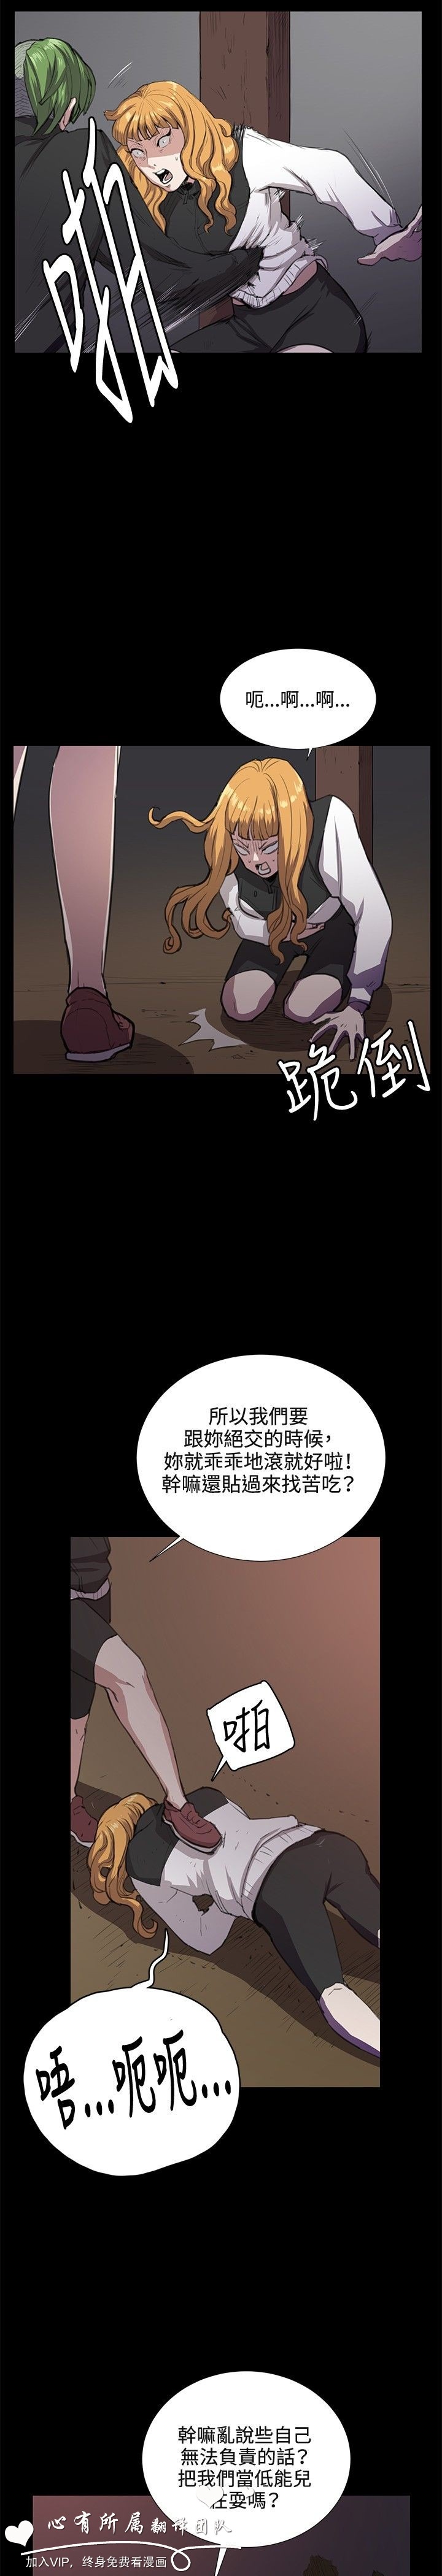 啪
呃...啊...啊...
跪倒
所以我們要
跟妳絕交的時候，
妳就乖乖地滾就好啦！
幹嘛還貼過來找苦吃？
啪
唔...呃呃...
幹嘛亂說些自己
無法負責的話？
把我們當低能兒
在耍嗎？
心有所属翻译团队
加入VIP，终身免费看漫画